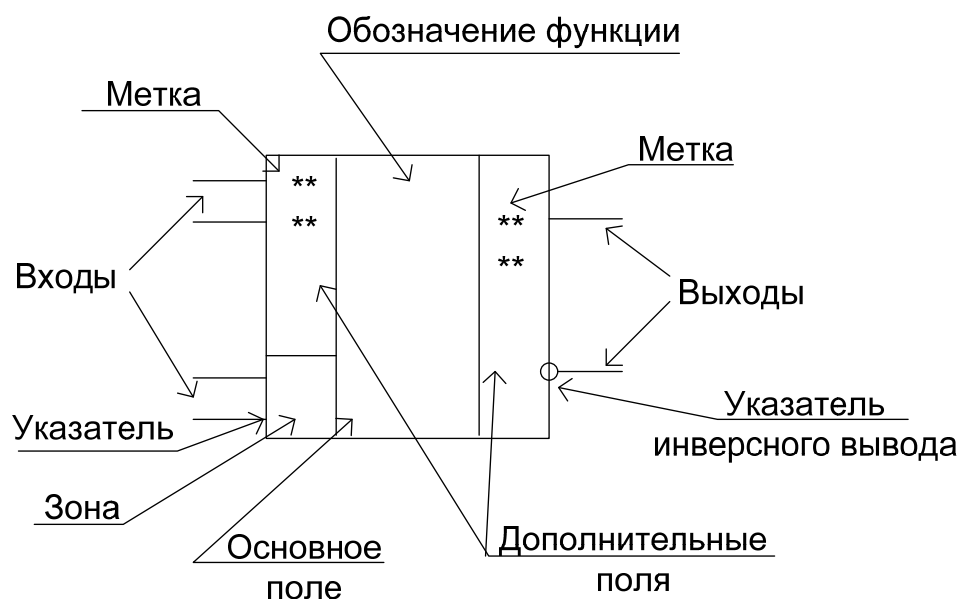 Обозначение функции
Метка
Метка
**
**
**
**
Входы
Выходы
Указатель
Указатель
инверсного вывода
Зона
Основное
поле
Дополнительные
поля